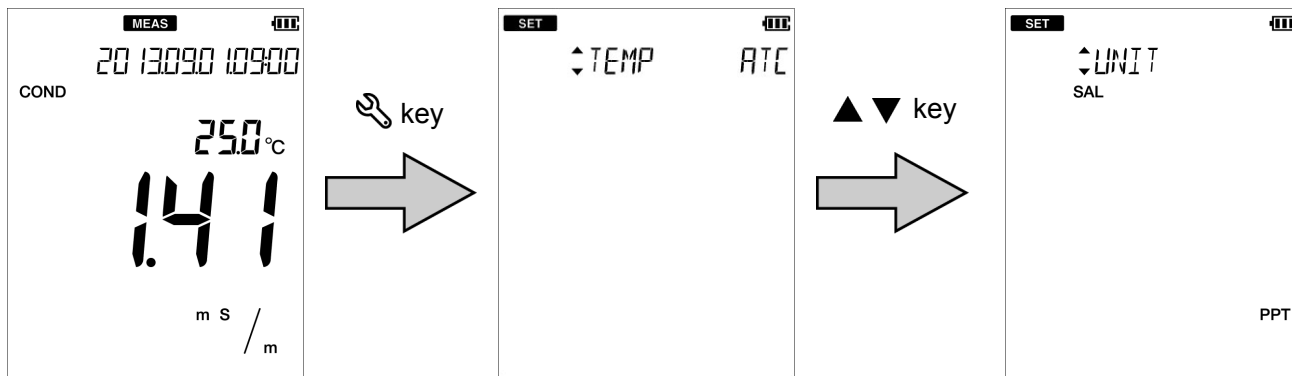 MEAS
2013.09.01.09:00
COND
25.0 °C
1.41
m S / m
key
SET
TEMP ATC
key
SET
UNIT
SAL
PPT